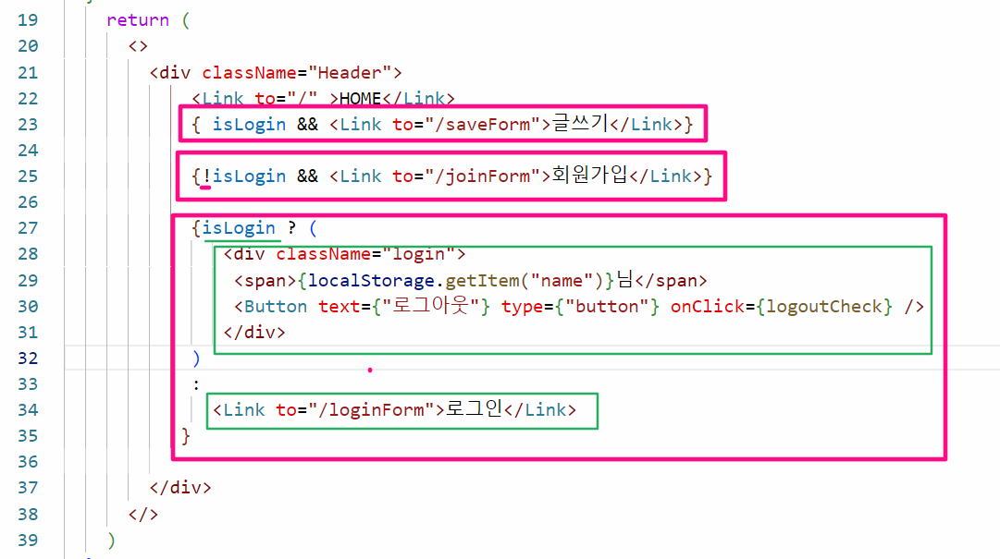 19 return (
20 <>
21 <div className="Header">
22 <Link to="/" >HOME</Link>
23 { isLogin && <Link to="/saveForm">글쓰기</Link>}
24
25 {!isLogin && <Link to="/joinForm">회원가입</Link>}
26
27 {isLogin ? (
28 <div className="login">
29 <span>{localStorage.getItem("name")}님</span>
30 <Button text={"로그아웃"} type={"button"} onClick={logoutCheck} />
31 </div>
32 )
33 :
34 <Link to="/loginForm">로그인</Link>
35 }
36
37 </div>
38 </>
39 )